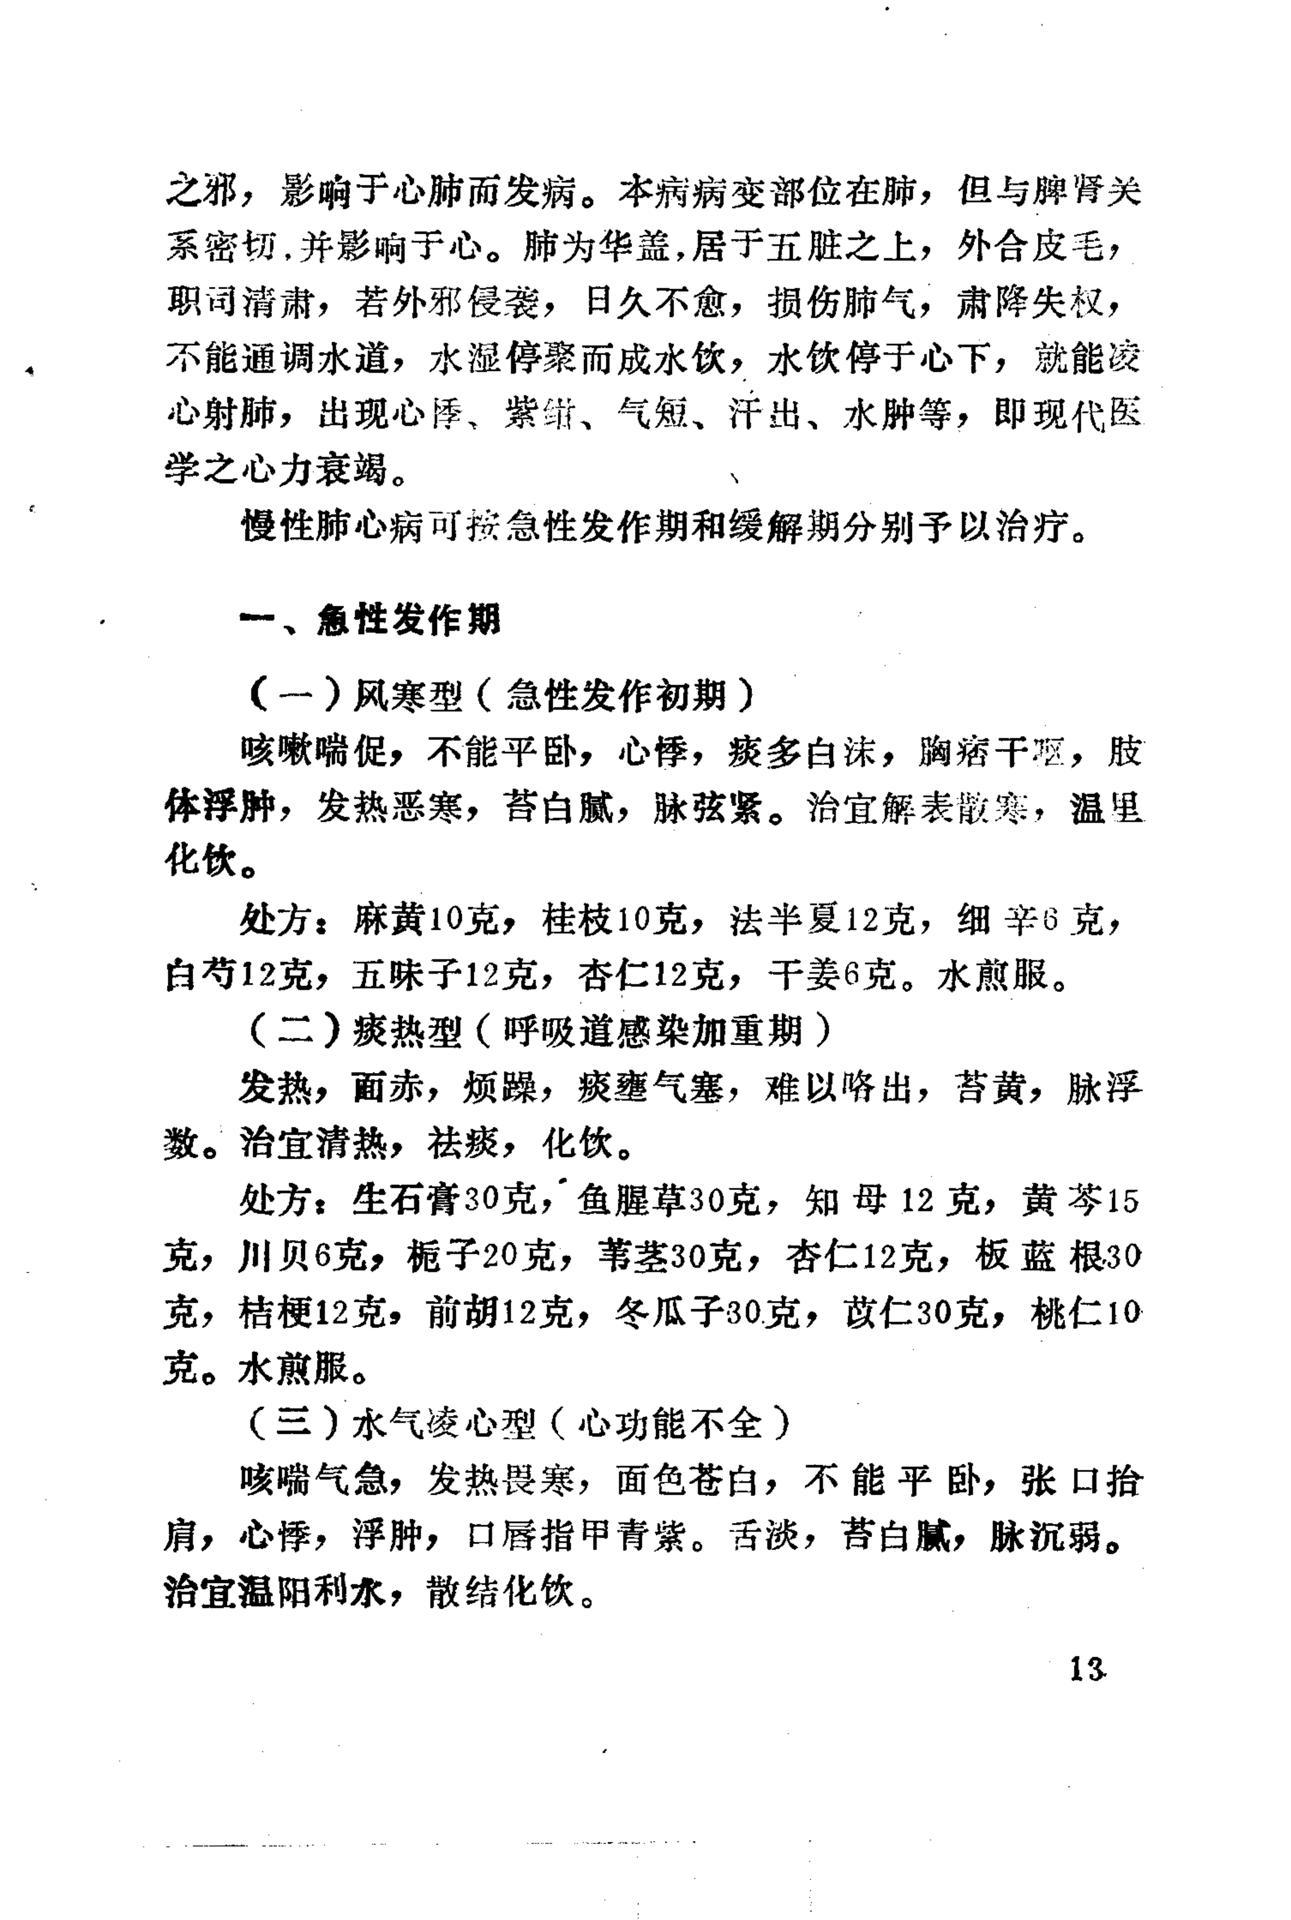 之邪，影响于心肺而发病。本病病变部位在肺，但与脾肾关
系密切，并影响于心。肺为华盖，居于五脏之上，外合皮毛，
职司清肃，若外邪侵袭，日久不愈，损伤肺气，肃降失权，
不能通调水道，水湿停聚而成水饮，水饮停于心下，就能凌
心射肺，出现心悸、紫绀、气短、汗出、水肿等，即现代医
学之心力衰竭。
慢性肺心病可按急性发作期和缓解期分别予以治疗。
一、急性发作期
（一）风寒型（急性发作初期）
咳嗽喘促，不能平卧，心悸，痰多白沫，胸痞干呕，肢
体浮肿，发热恶寒，苔白腻，脉弦紧。治宜解表散寒，温里
化饮。
处方：麻黄10克，桂枝10克，法半夏12克，细辛6克，
白芍12克，五味子12克，杏仁12克，干姜6克。水煎服。
（二）痰热型（呼吸道感染加重期）
发热，面赤，烦躁，痰壅气塞，难以咯出，苔黄，脉浮
数。治宜清热，祛痰，化饮。
处方：生石膏30克，鱼腥草30克，知母12克，黄芩15
克，川贝6克，栀子20克，苇茎30克，杏仁12克，板蓝根30
克，桔梗12克，前胡12克，冬瓜子30克，苡仁30克，桃仁10
克。水煎服。
（三）水气凌心型（心功能不全）
咳喘气急，发热畏寒，面色苍白，不能平卧，张口抬
肩，心悸，浮肿，口唇指甲青紫。舌淡，苔白腻，脉沉弱。
治宜温阳利水，散结化饮。
13